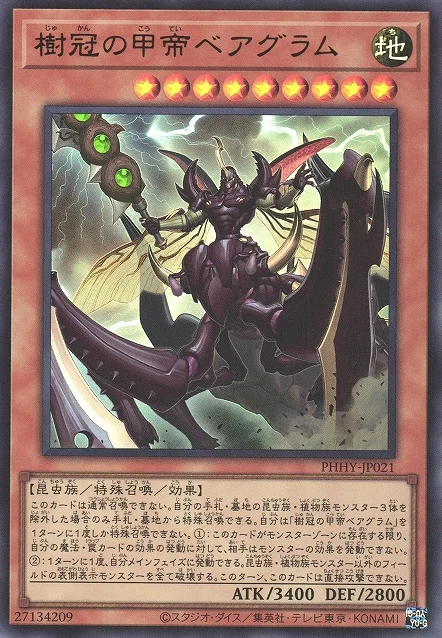 樹冠の甲帝ベアグラム
地
PHHY-JP021
【昆虫族／特殊召喚／効果】
このカードは通常召喚できない。自分の手札・墓地の昆虫族・植物族モンスター３体を
除外した場合のみ手札・墓地から特殊召喚できる。自分は「樹冠の甲帝ベアグラム」を
１ターンに１度しか特殊召喚できない。①：このカードがモンスターゾーンに存在する限り、
自分の魔法・罠カードの効果の発動に対して、相手はモンスターの効果を発動できない。
②：１ターンに１度、自分メインフェイズに発動できる。昆虫族・植物族モンスター以外のフィー
ルドの表側表示モンスターを全て破壊する。このターン、このカードは直接攻撃できない。
ATK/3400 DEF/2800
27134209
©スタジオ・ダイス／集英社・テレビ東京・KONAMI